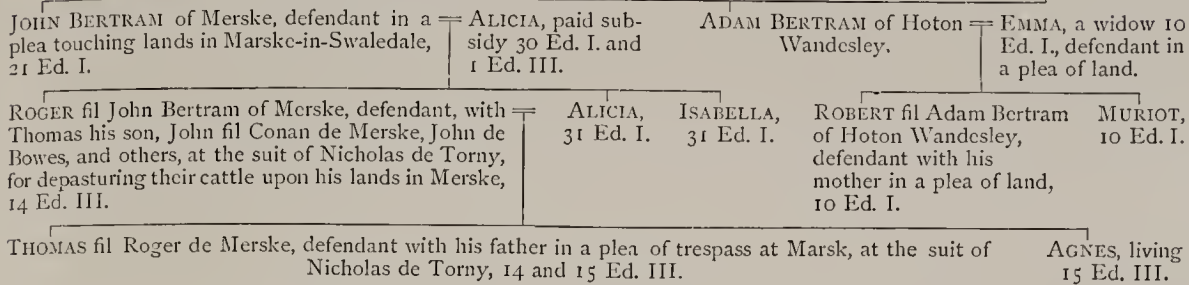 JOHN BERTRAM of Merske, defendant in a
plea touching lands in Marske-in-Swaledale,
21 Ed. I.
ALICIA, paid sub-
sidy 30 Ed. I. and
1 Ed. III.
ADAM BERTRAM of Hoton
Wandesley.
EMMA, a widow 10
Ed. I., defendant in
a plea of land.
ROGER fil John Bertram of Merske, defendant, with
Thomas his son, John fil Conan de Merske, John de
Bowes, and others, at the suit of Nicholas de Torny,
for depasturing their cattle upon his lands in Merske,
14 Ed. III.
ALICIA,
31 Ed. I.
ISABELLA,
31 Ed. I.
ROBERT fil Adam Bertram
of Hoton Wandesley,
defendant with his
mother in a plea of land,
10 Ed. I.
MURIOT,
10 Ed. I.
THOMAS fil Roger de Merske, defendant with his father in a plea of trespass at Marsk, at the suit of
Nicholas de Torny, 14 and 15 Ed. III.
AGNES, living
15 Ed. III.